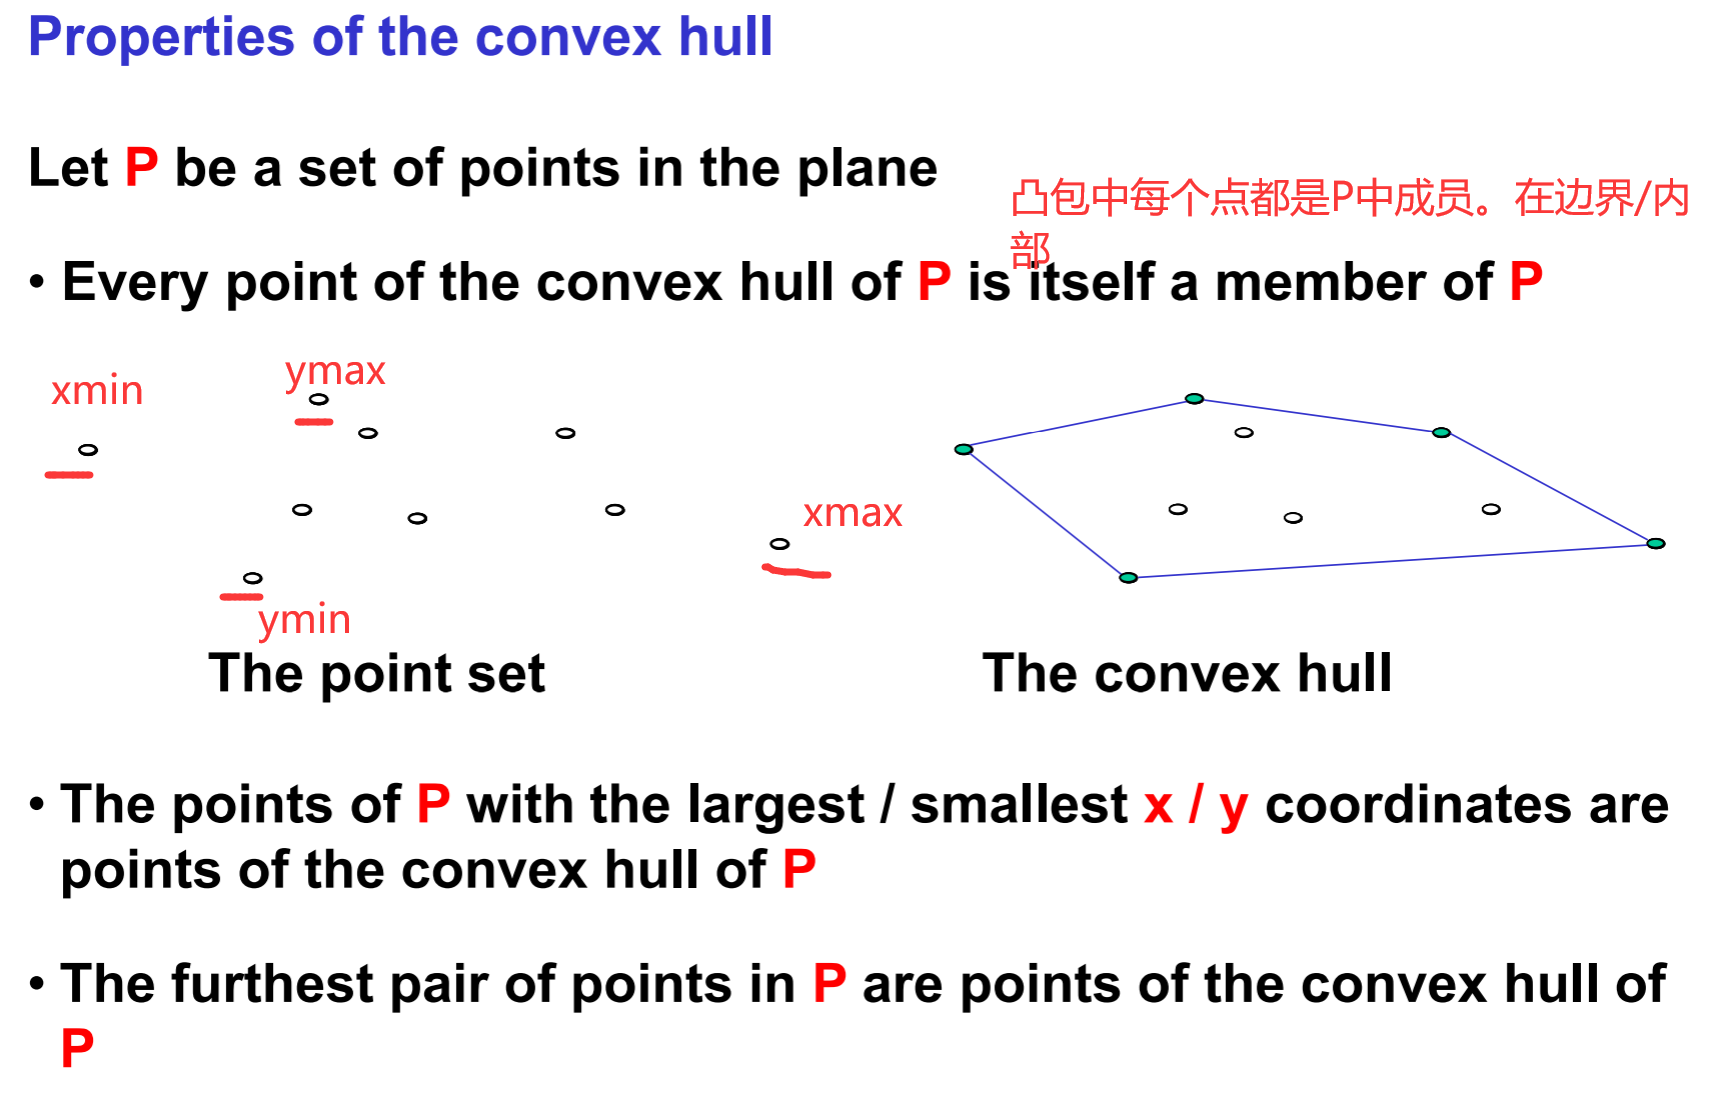 Properties of the convex hull
Let P be a set of points in the plane
凸包中每个点都是P中成员。在边界/内
部
• Every point of the convex hull of P is itself a member of P
xmin
ymax
xmax
ymin
The point set
The convex hull
• The points of P with the largest / smallest x / y coordinates are
points of the convex hull of P
• The furthest pair of points in P are points of the convex hull of
P